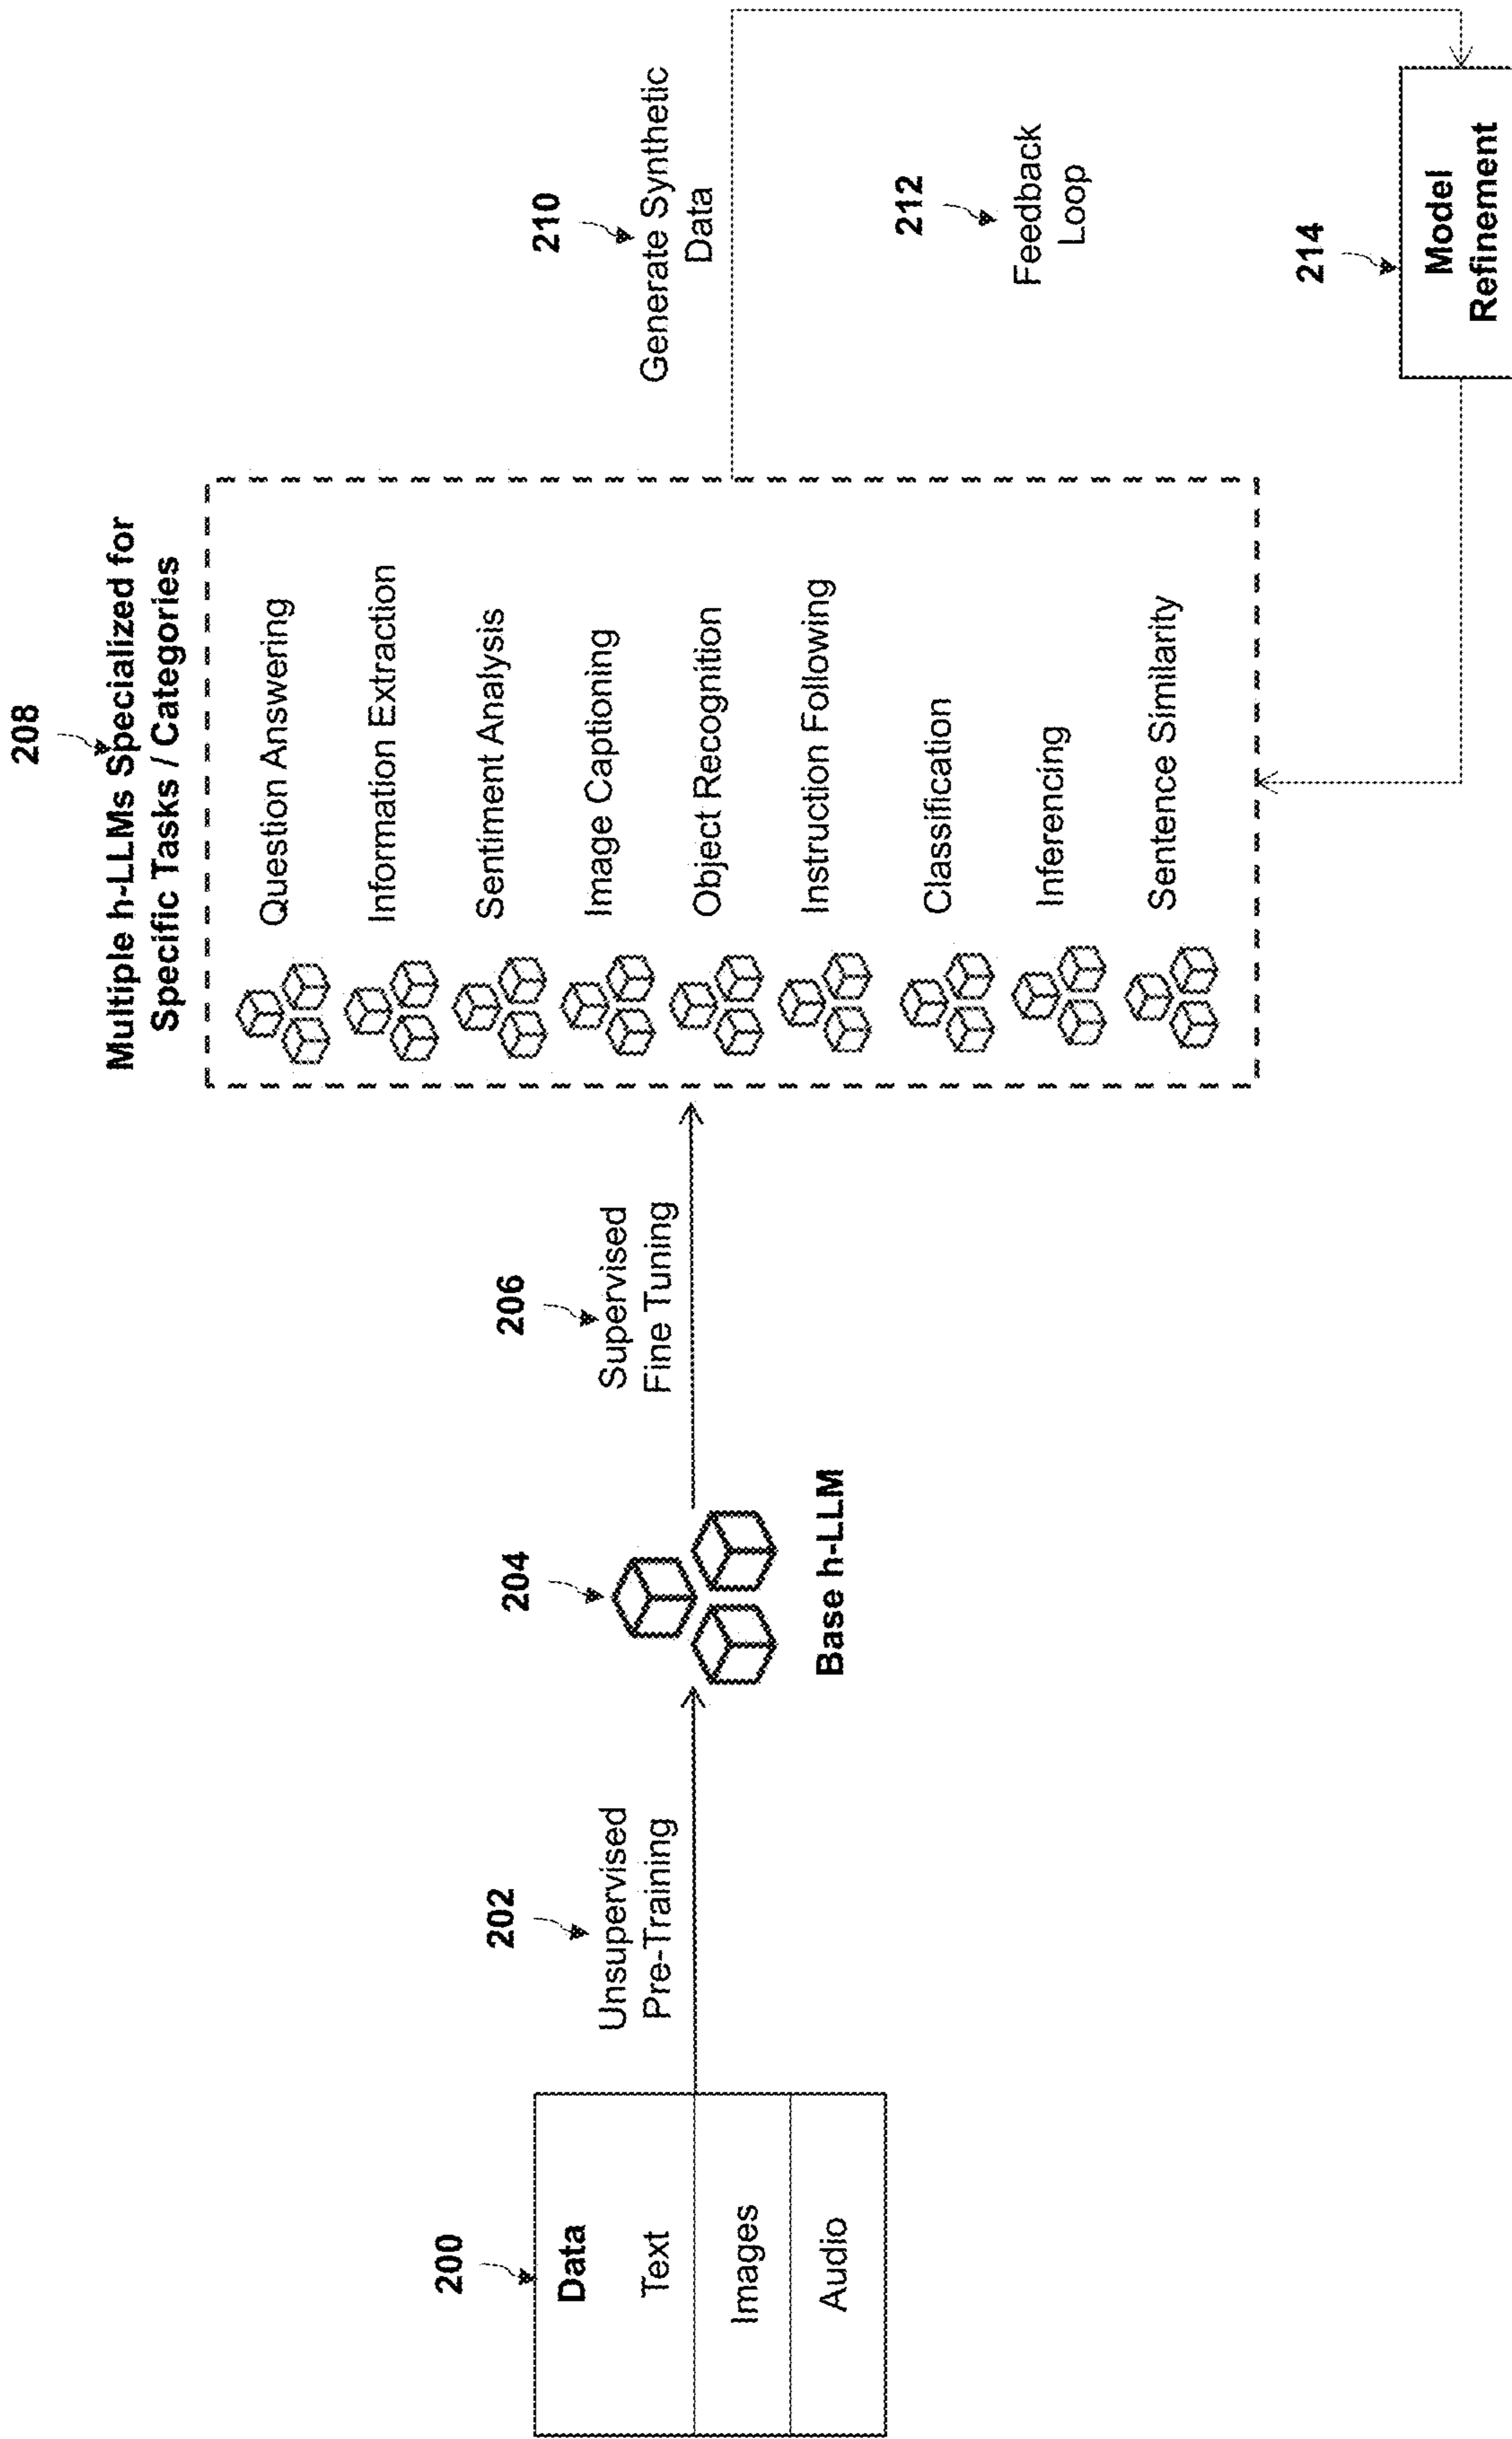 200
Data
Text
Images
Audio
202
Unsupervised
Pre-Training
204
Base h-LLM
206
Supervised
Fine Tuning
208
Multiple h-LLMs Specialized for
Specific Tasks / Categories
Question Answering
Information Extraction
Sentiment Analysis
Image Captioning
Object Recognition
Instruction Following
Classification
Inferencing
Sentence Similarity
210
Generate Synthetic
Data
212
Feedback
Loop
214
Model
Refinement